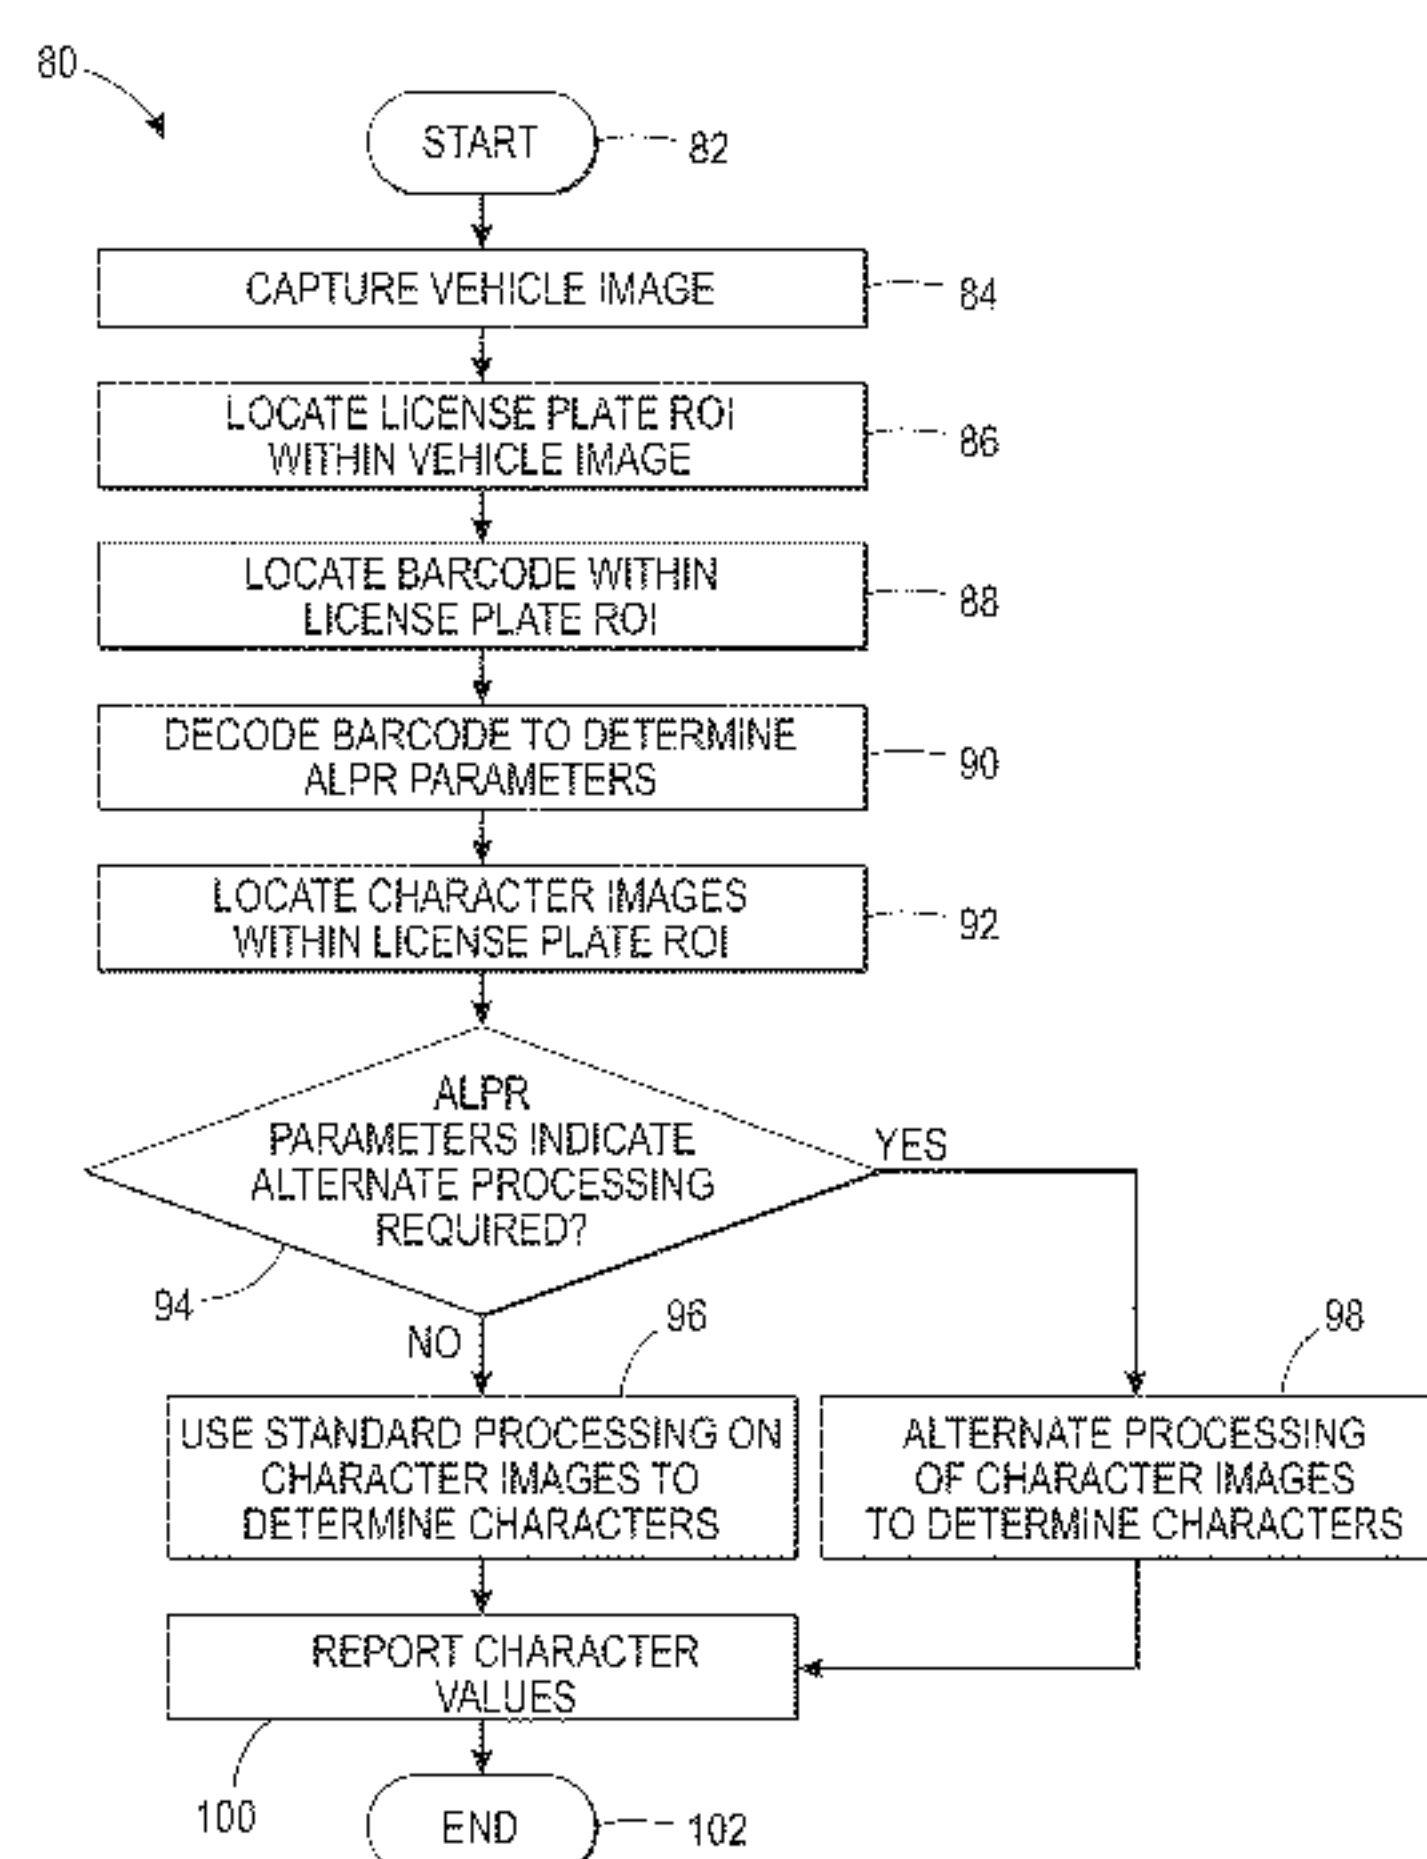 80
START
82
CAPTURE VEHICLE IMAGE
84
LOCATE LICENSE PLATE ROI
WITHIN VEHICLE IMAGE
86
LOCATE BARCODE WITHIN
LICENSE PLATE ROI
88
DECODE BARCODE TO DETERMINE
ALPR PARAMETERS
90
LOCATE CHARACTER IMAGES
WITHIN LICENSE PLATE ROI
92
ALPR
PARAMETERS INDICATE
ALTERNATE PROCESSING
REQUIRED?
YES
94
NO
96
98
USE STANDARD PROCESSING ON
CHARACTER IMAGES TO
DETERMINE CHARACTERS
ALTERNATE PROCESSING
OF CHARACTER IMAGES
TO DETERMINE CHARACTERS
REPORT CHARACTER
VALUES
100
END
102